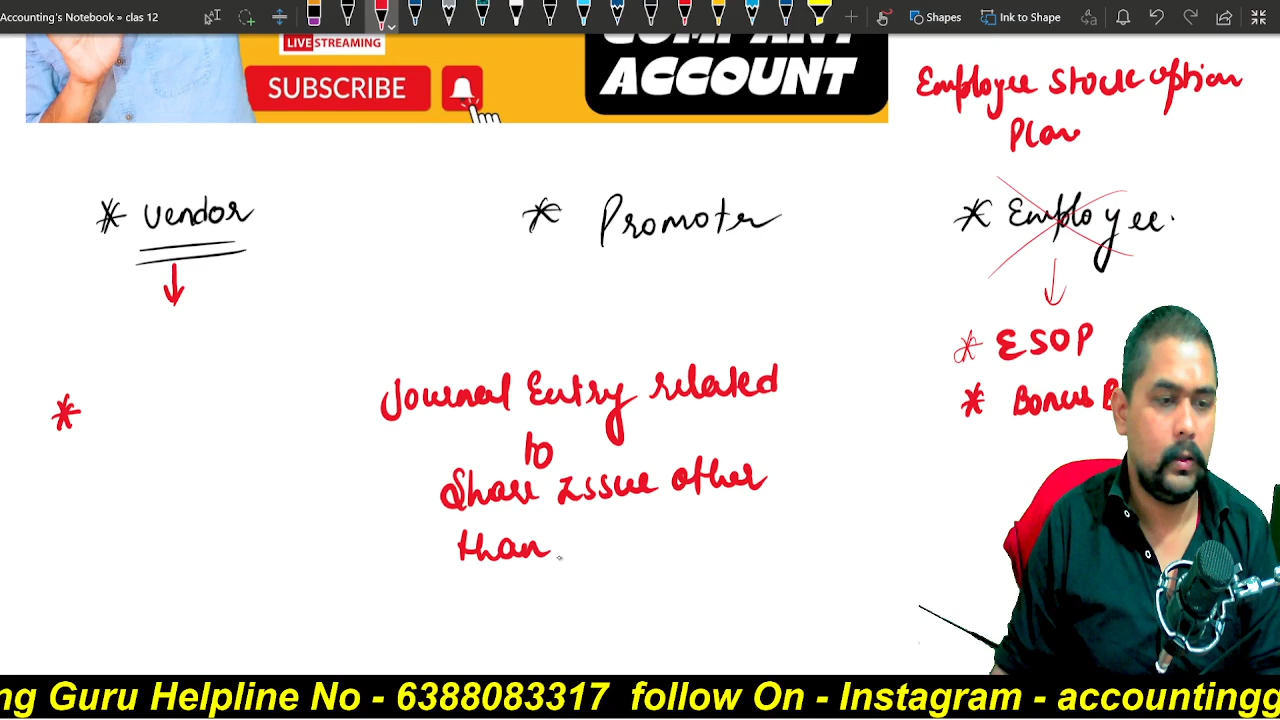 Accounting's Notebook » clas 12
Shapes
Ink to Shape
LIVE STREAMING
SUBSCRIBE
COMPANY
ACCOUNT
Employee Stock option
Plan
* Vendor
* Promoter
* Employee.
* ESOP
* Bonus
*
Journal Entry related
to
Share Issue other
than
ng Guru Helpline No - 6388083317 follow On - Instagram - accountingg